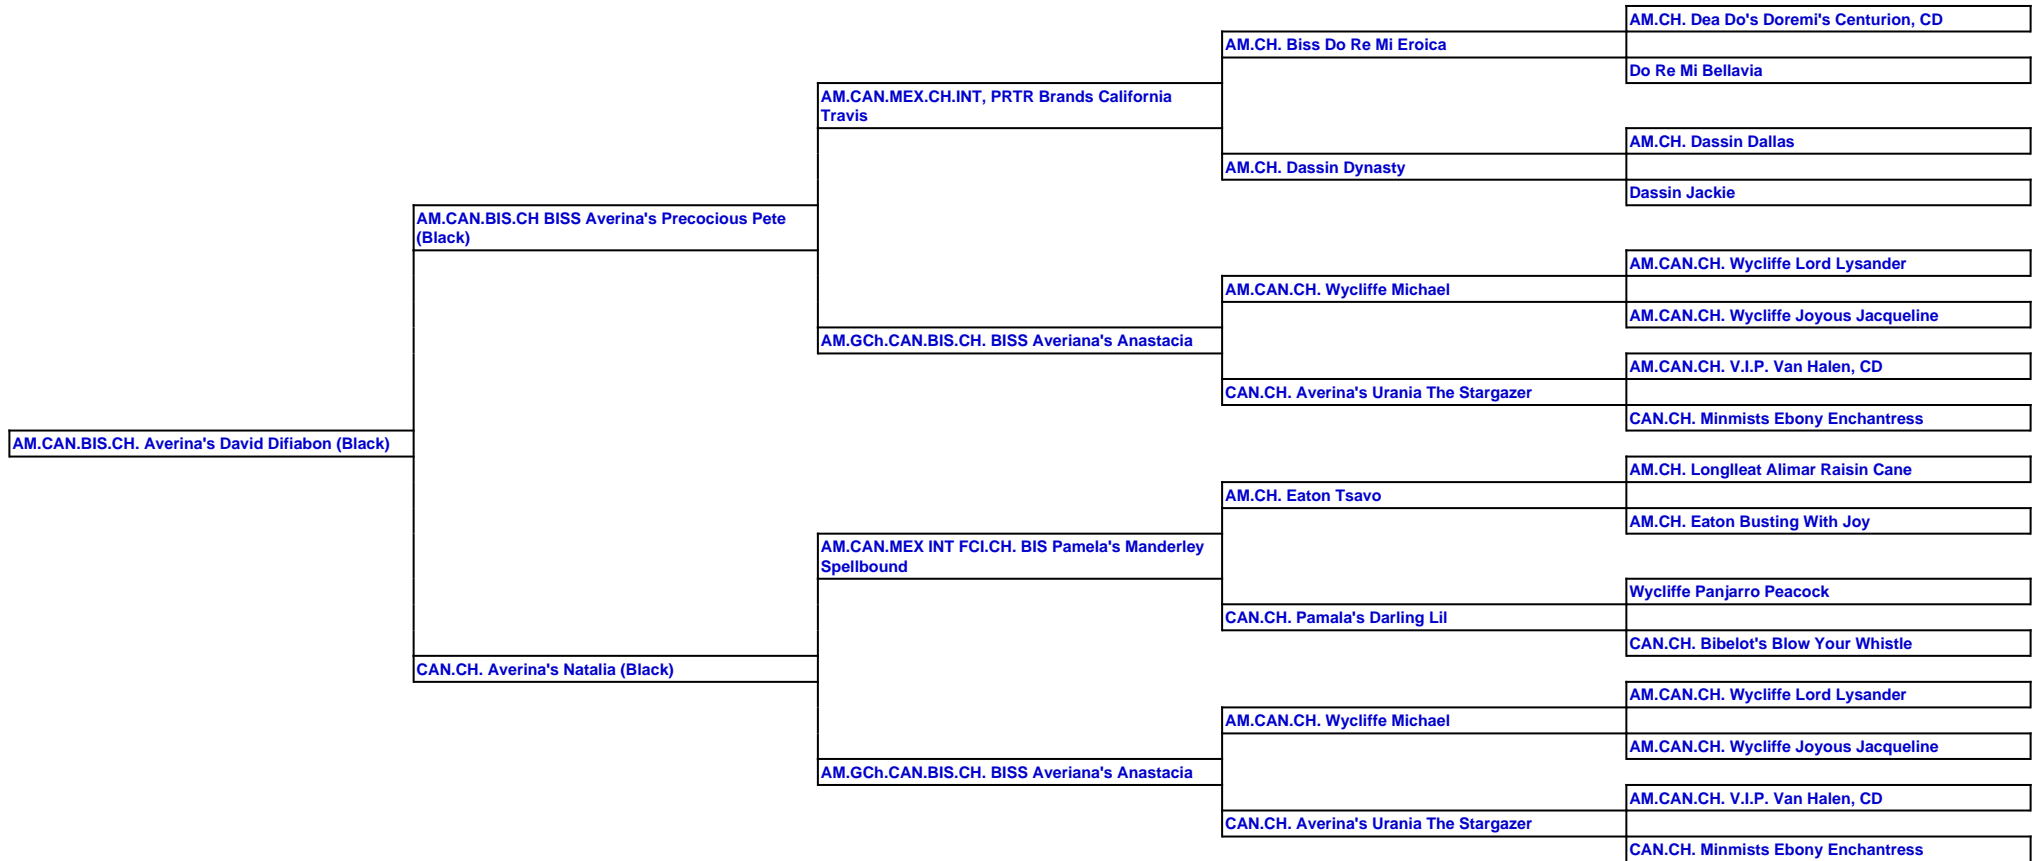 AM.CH. Dea Do's Doremi's Centurion, CD
AM.CH. Biss Do Re Mi Eroica
Do Re Mi Bellavia
AM.CAN.MEX.CH.INT, PRTR Brands California
Travis
AM.CH. Dassin Dallas
AM.CH. Dassin Dynasty
Dassin Jackie
AM.CAN.BIS.CH BISS Averina's Precocious Pete
(Black)
AM.CAN.CH. Wycliffe Lord Lysander
AM.CAN.CH. Wycliffe Michael
AM.CAN.CH. Wycliffe Joyous Jacqueline
AM.GCh.CAN.BIS.CH. BISS Averiana's Anastacia
AM.CAN.CH. V.I.P. Van Halen, CD
CAN.CH. Averina's Urania The Stargazer
CAN.CH. Minmists Ebony Enchantress
AM.CAN.BIS.CH. Averina's David Difiabon (Black)
AM.CH. Longlleat Alimar Raisin Cane
AM.CH. Eaton Tsavo
AM.CH. Eaton Busting With Joy
AM.CAN.MEX INT FCI.CH. BIS Pamela's Manderley
Spellbound
Wycliffe Panjarro Peacock
CAN.CH. Pamala's Darling Lil
CAN.CH. Bibelot's Blow Your Whistle
CAN.CH. Averina's Natalia (Black)
AM.CAN.CH. Wycliffe Lord Lysander
AM.CAN.CH. Wycliffe Michael
AM.CAN.CH. Wycliffe Joyous Jacqueline
AM.GCh.CAN.BIS.CH. BISS Averiana's Anastacia
AM.CAN.CH. V.I.P. Van Halen, CD
CAN.CH. Averina's Urania The Stargazer
CAN.CH. Minmists Ebony Enchantress